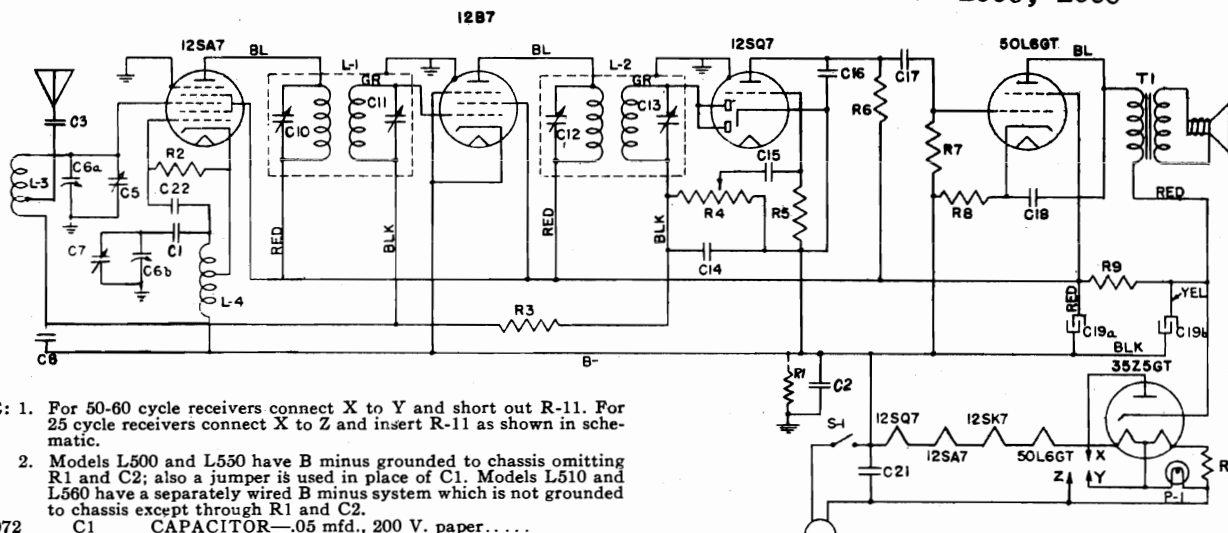 12B7
12SA7
BL
L-1
GR
BL
L-2
GR
12SQ7
C16
C17
50L6GT
BL
T1
C3
C10
C11
C12
C13
R6
R2
C15
R7
L-3
C6a
C5
C22
R4
R5
R8
C18
RED
C7
C6b
C1
RED
BLK
RED
BLK
C14
L-4
R9
RED
YEL
R3
C19a
C19b
C8
B-
BLK
R1
C2
35Z5GT
S-1
12SQ7
12SK7
12SA7
50L6GT
X
Z
Y
P-1
R
C21
: 1. For 50-60 cycle receivers connect X to Y and short out R-11. For
25 cycle receivers connect X to Z and insert R-11 as shown in sche-
matic.
2. Models L500 and L550 have B minus grounded to chassis omitting
R1 and C2; also a jumper is used in place of C1. Models L510 and
L560 have a separately wired B minus system which is not grounded
to chassis except through R1 and C2.
072 C1 CAPACITOR—.05 mfd., 200 V. paper.....